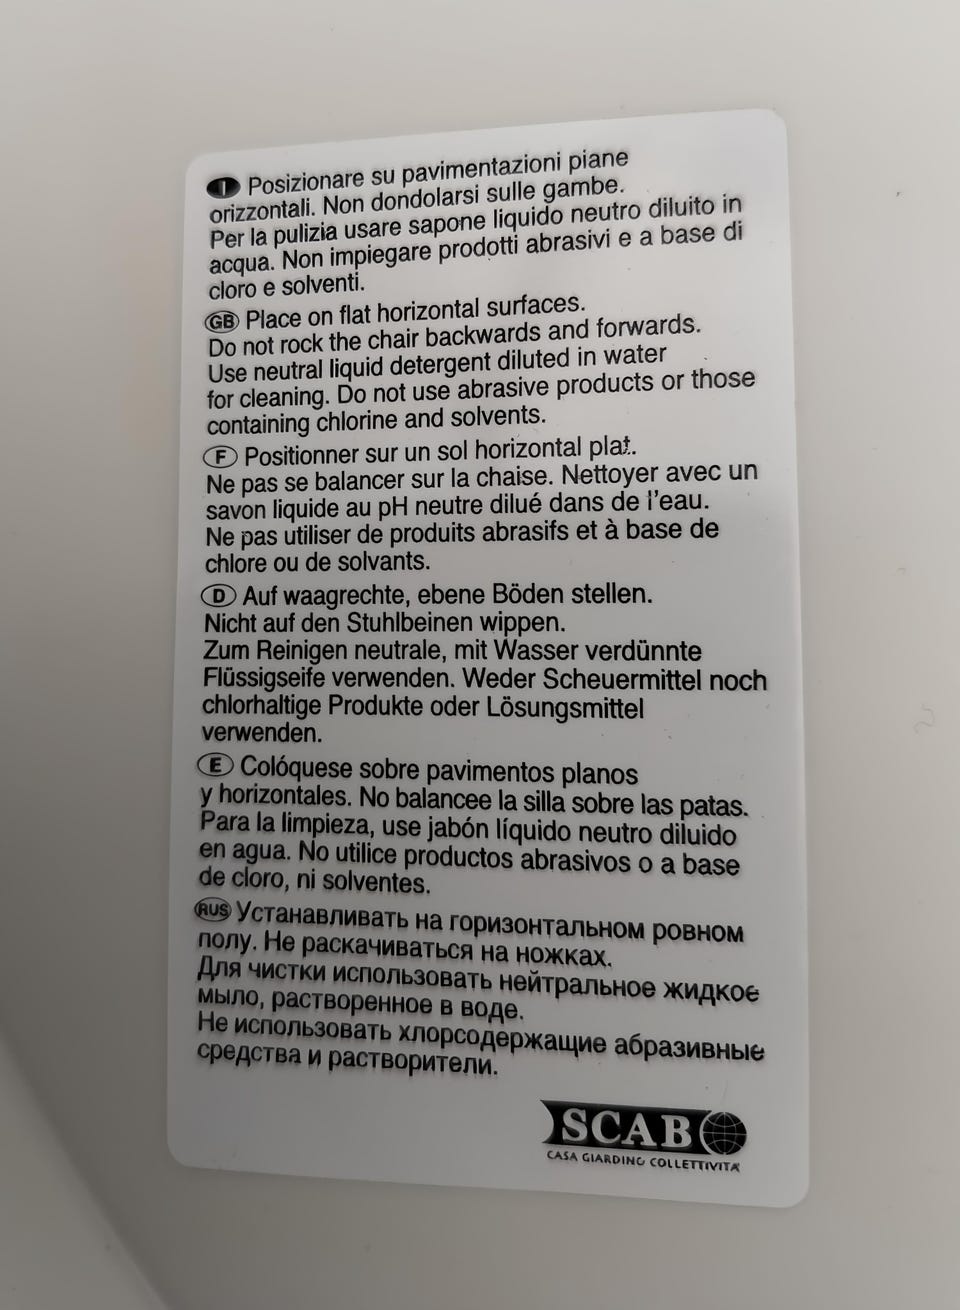 I Posizionare su pavimentazioni piane
orizzontali. Non dondolarsi sulle gambe.
Per la pulizia usare sapone liquido neutro diluito in
acqua. Non impiegare prodotti abrasivi e a base di
cloro e solventi.
GB Place on flat horizontal surfaces.
Do not rock the chair backwards and forwards.
Use neutral liquid detergent diluted in water
for cleaning. Do not use abrasive products or those
containing chlorine and solvents.
F Positionner sur un sol horizontal plat.
Ne pas se balancer sur la chaise. Nettoyer avec un
savon liquide au pH neutre dilué dans de l'eau.
Ne pas utiliser de produits abrasifs et à base de
chlore ou de solvants.
D Auf waagrechte, ebene Böden stellen.
Nicht auf den Stuhlbeinen wippen.
Zum Reinigen neutrale, mit Wasser verdünnte
Flüssigseife verwenden. Weder Scheuermittel noch
chlorhaltige Produkte oder Lösungsmittel
verwenden.
E Colóquese sobre pavimentos planos
y horizontales. No balancee la silla sobre las patas.
Para la limpieza, use jabón líquido neutro diluido
en agua. No utilice productos abrasivos o a base
de cloro, ni solventes.
RUS Устанавливать на горизонтальном ровном
полу. Не раскачиваться на ножках.
Для чистки использовать нейтральное жидкое
мыло, растворенное в воде.
Не использовать хлорсодержащие абразивные
средства и растворители.
SCAB
CASA GIARDINO COLLETTIVITA'